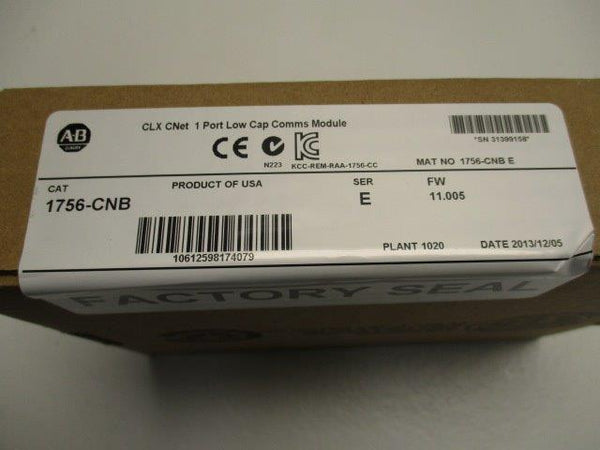 CLX CNet 1 Port Low Cap Comms Module
A-B
QUALITY
CE N223 KCC-REM-RAA-1756-CC
*SN 31399158*
MAT NO 1756-CNB E
CAT
1756-CNB
PRODUCT OF USA
SER
E
FW
11.005
10612598174079
PLANT 1020
DATE 2013/12/05
FACTORY SEAL